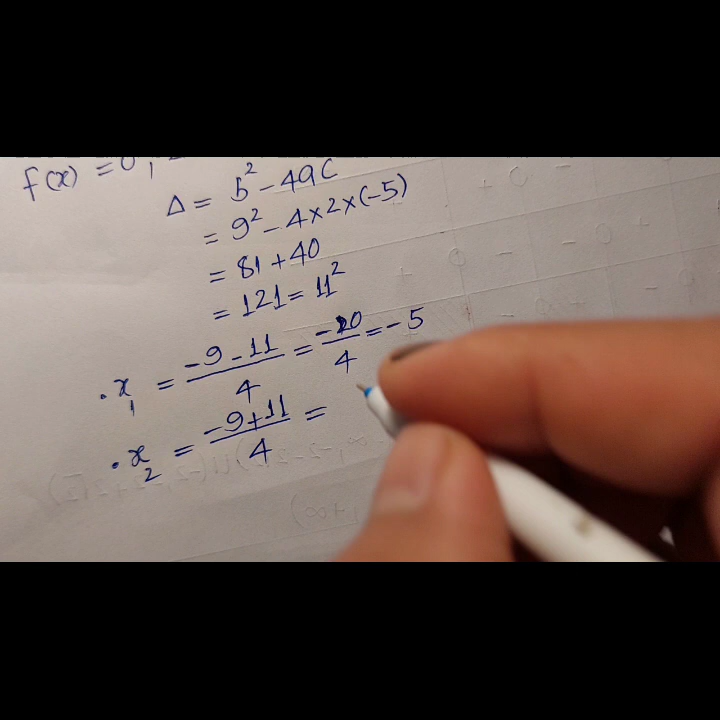 f(x) = 0,
Δ = b² - 4ac
= 9² - 4×2×(-5)
= 81 + 40
= 121 = 11²
• x₁ = (-9 - 11)/4 = -20/4 = -5
• x₂ = (-9 + 11)/4 =